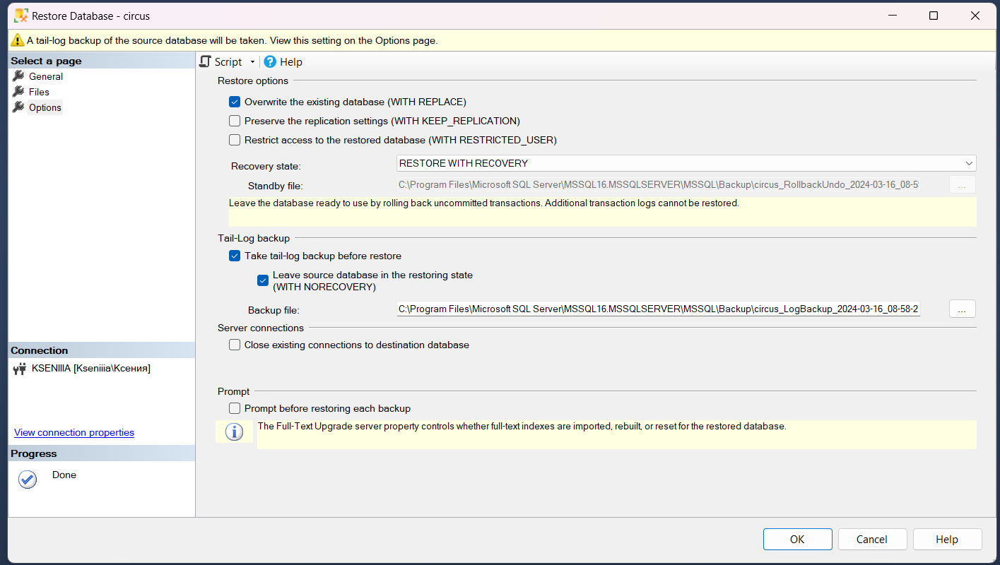 Restore Database - circus
A tail-log backup of the source database will be taken. View this setting on the Options page.
Select a page
General
Files
Options
Script
Help
Restore options
Overwrite the existing database (WITH REPLACE)
Preserve the replication settings (WITH KEEP_REPLICATION)
Restrict access to the restored database (WITH RESTRICTED_USER)
Recovery state:
RESTORE WITH RECOVERY
Standby file:
C:\Program Files\Microsoft SQL Server\MSSQL16.MSSQLSERVER\MSSQL\Backup\circus_RollbackUndo_2024-03-16_08-5
...
Leave the database ready to use by rolling back uncommitted transactions. Additional transaction logs cannot be restored.
Tail-Log backup
Take tail-log backup before restore
Leave source database in the restoring state
(WITH NORECOVERY)
Backup file:
C:\Program Files\Microsoft SQL Server\MSSQL16.MSSQLSERVER\MSSQL\Backup\circus_LogBackup_2024-03-16_08-58-2
...
Server connections
Close existing connections to destination database
Prompt
Prompt before restoring each backup
The Full-Text Upgrade server property controls whether full-text indexes are imported, rebuilt, or reset for the restored database.
Connection
KSENIIIA [Kseniiia\Ксения]
View connection properties
Progress
Done
OK
Cancel
Help